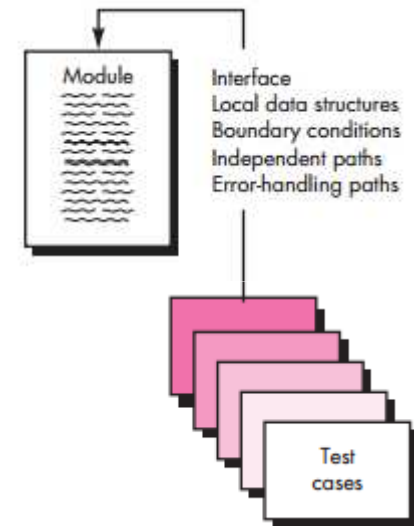 Module
Interface
Local data structures
Boundary conditions
Independent paths
Error-handling paths
Test
cases